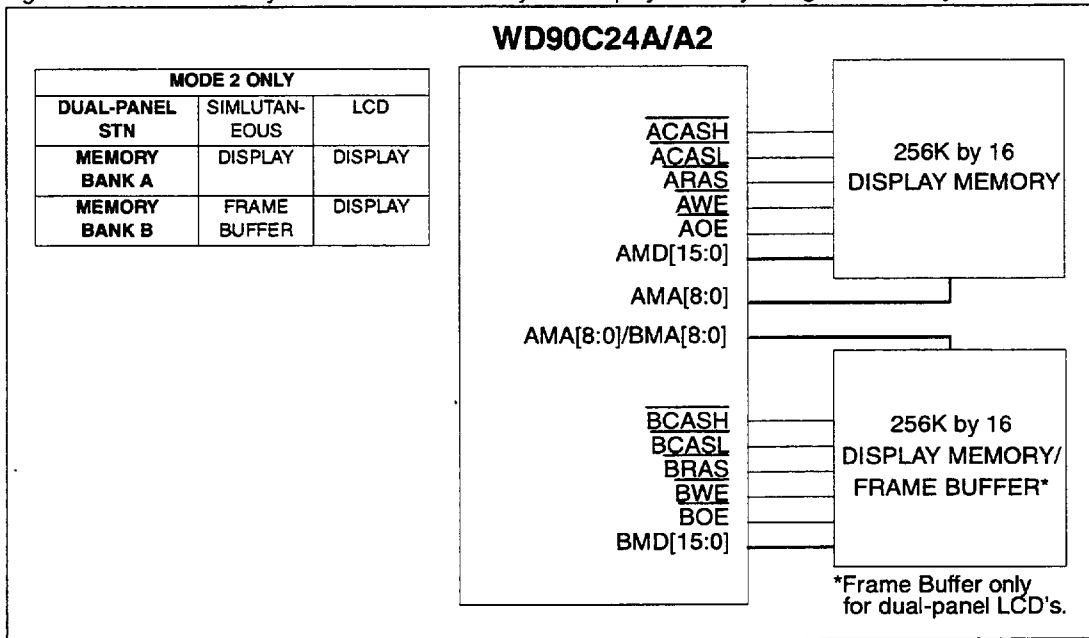 WD90C24A/A2
MODE 2 ONLY
DUAL-PANEL STN SIMLUTAN-EOUS LCD
MEMORY BANK A DISPLAY DISPLAY
MEMORY BANK B FRAME BUFFER DISPLAY
ACASH
ACASL
ARAS
AWE
AOE
AMD[15:0]
AMA[8:0]
256K by 16
DISPLAY MEMORY
AMA[8:0]/BMA[8:0]
BCASH
BCASL
BRAS
BWE
BOE
BMD[15:0]
256K by 16
DISPLAY MEMORY/
FRAME BUFFER*
*Frame Buffer only
for dual-panel LCD's.